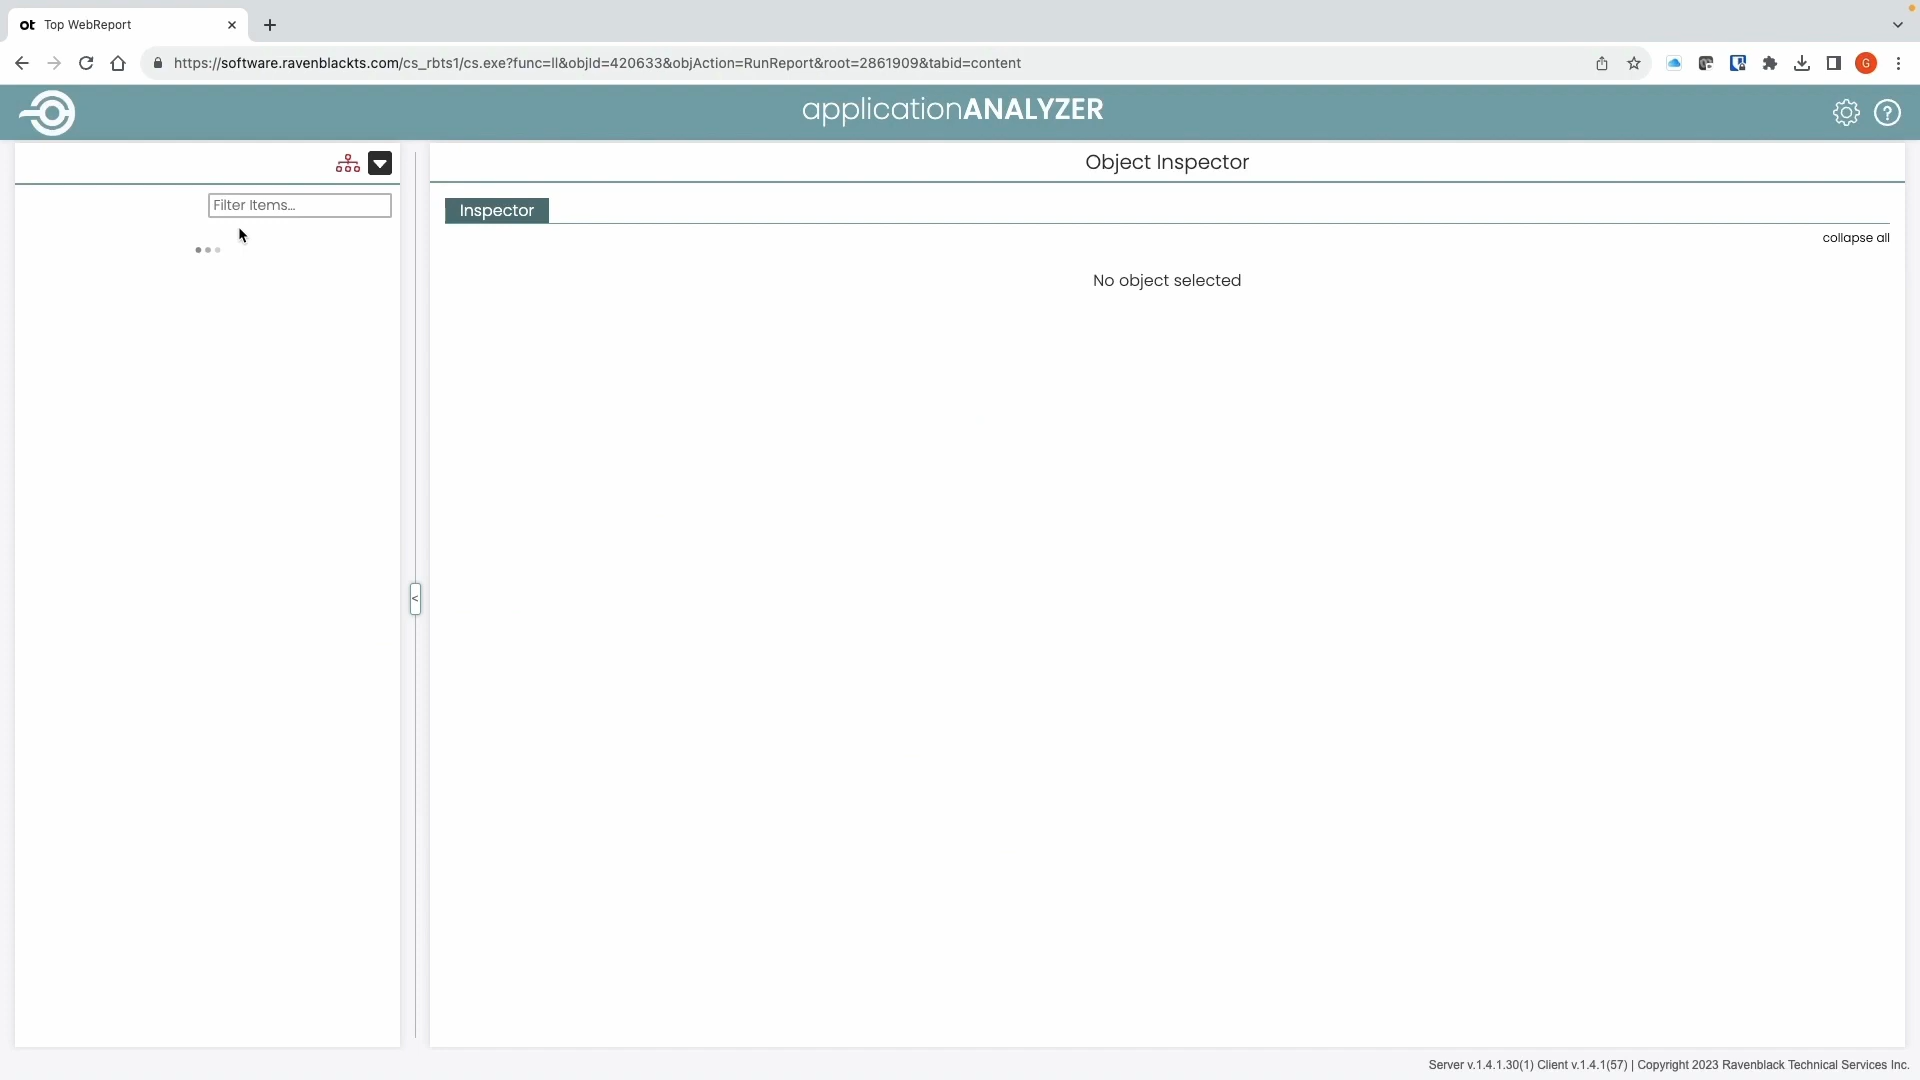 ot Top WebReport
https://software.ravenblackts.com/cs_rbts1/cs.exe?func=ll&objId=420633&objAction=RunReport&root=2861909&tabid=content
G
applicationANALYZER
?
Object Inspector
Filter Items...
Inspector
collapse all
No object selected
<
Server v.1.4.1.30(1) Client v.1.4.1(57) | Copyright 2023 Ravenblack Technical Services Inc.